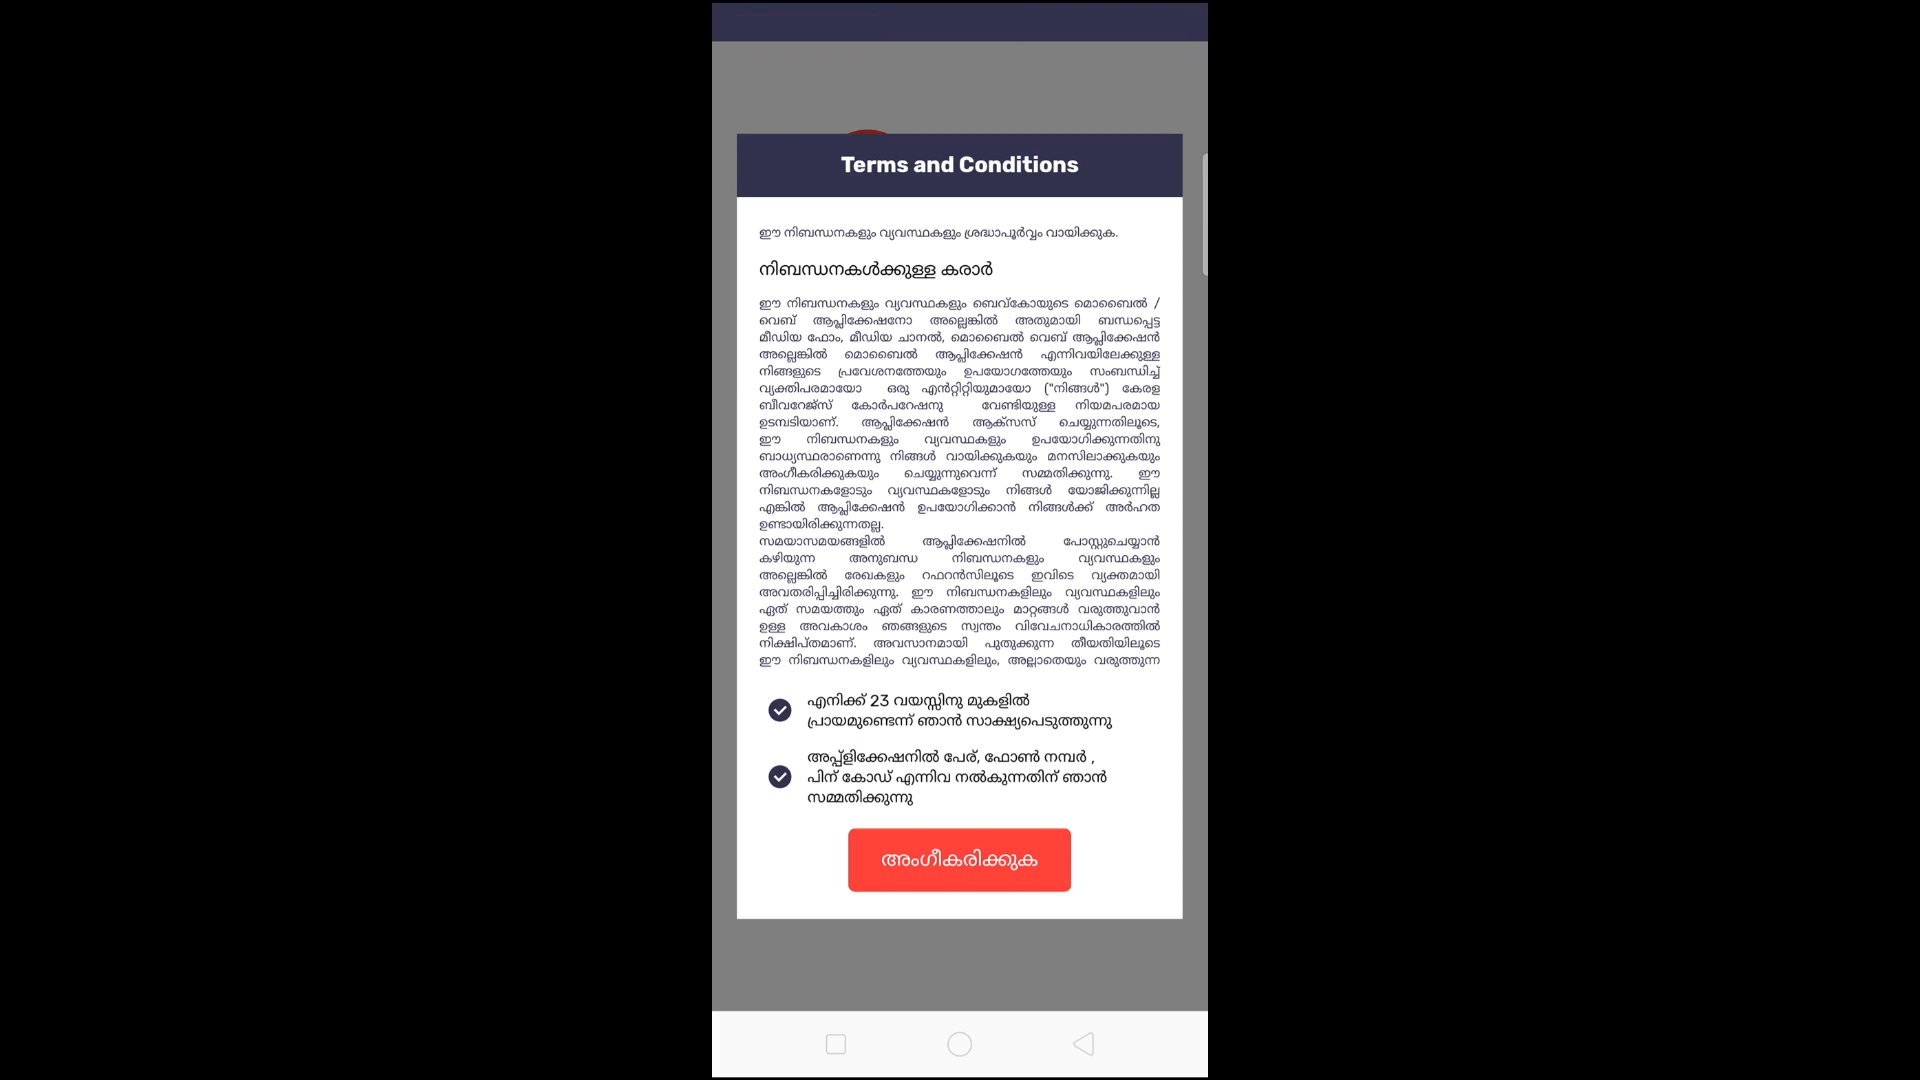 Terms and Conditions
ഈ നിബന്ധനകളും വ്യവസ്ഥകളും ശ്രദ്ധാപൂർവ്വം വായിക്കുക.
നിബന്ധനകൾക്കുള്ള കരാർ
ഈ നിബന്ധനകളും വ്യവസ്ഥകളും ബെവ്കോയുടെ മൊബൈൽ /
വെബ് ആപ്ലിക്കേഷനോ അല്ലെങ്കിൽ അതുമായി ബന്ധപ്പെട്ട
മീഡിയ ഫോം, മീഡിയ ചാനൽ, മൊബൈൽ വെബ് ആപ്ലിക്കേഷൻ
അല്ലെങ്കിൽ മൊബൈൽ ആപ്ലിക്കേഷൻ എന്നിവയിലേക്കുള്ള
നിങ്ങളുടെ പ്രവേശനത്തേയും ഉപയോഗത്തേയും സംബന്ധിച്ച്
വ്യക്തിപരമായോ ഒരു എൻറ്റിറ്റിയുമായോ ("നിങ്ങൾ") കേരള
ബീവറേജ്സ് കോർപറേഷനു വേണ്ടിയുള്ള നിയമപരമായ
ഉടമ്പടിയാണ്. ആപ്ലിക്കേഷൻ ആക്സസ് ചെയ്യുന്നതിലൂടെ,
ഈ നിബന്ധനകളും വ്യവസ്ഥകളും ഉപയോഗിക്കുന്നതിനു
ബാധ്യസ്ഥരാണെന്നു നിങ്ങൾ വായിക്കുകയും മനസിലാക്കുകയും
അംഗീകരിക്കുകയും ചെയ്യുന്നുവെന്ന് സമ്മതിക്കുന്നു. ഈ
നിബന്ധനകളോടും വ്യവസ്ഥകളോടും നിങ്ങൾ യോജിക്കുന്നില്ല
എങ്കിൽ ആപ്ലിക്കേഷൻ ഉപയോഗിക്കാൻ നിങ്ങൾക്ക് അർഹത
ഉണ്ടായിരിക്കുന്നതല്ല.
സമയാസമയങ്ങളിൽ ആപ്ലിക്കേഷനിൽ പോസ്റ്റുചെയ്യാൻ
കഴിയുന്ന അനുബന്ധ നിബന്ധനകളും വ്യവസ്ഥകളും
അല്ലെങ്കിൽ രേഖകളും റഫറൻസിലൂടെ ഇവിടെ വ്യക്തമായി
അവതരിപ്പിച്ചിരിക്കുന്നു. ഈ നിബന്ധനകളിലും വ്യവസ്ഥകളിലും
ഏത് സമയത്തും ഏത് കാരണത്താലും മാറ്റങ്ങൾ വരുത്തുവാൻ
ഉള്ള അവകാശം ഞങ്ങളുടെ സ്വന്തം വിവേചനാധികാരത്തിൽ
നിക്ഷിപ്തമാണ്. അവസാനമായി പുതുക്കുന്ന തീയതിയിലൂടെ
ഈ നിബന്ധനകളിലും വ്യവസ്ഥകളിലും, അല്ലാതെയും വരുത്തുന്ന
എനിക്ക് 23 വയസ്സിനു മുകളിൽ
പ്രായമുണ്ടെന്ന് ഞാൻ സാക്ഷ്യപെടുത്തുന്നു
അപ്പ്ളിക്കേഷനിൽ പേര്, ഫോൺ നമ്പർ ,
പിന് കോഡ് എന്നിവ നൽകുന്നതിന് ഞാൻ
സമ്മതിക്കുന്നു
അംഗീകരിക്കുക